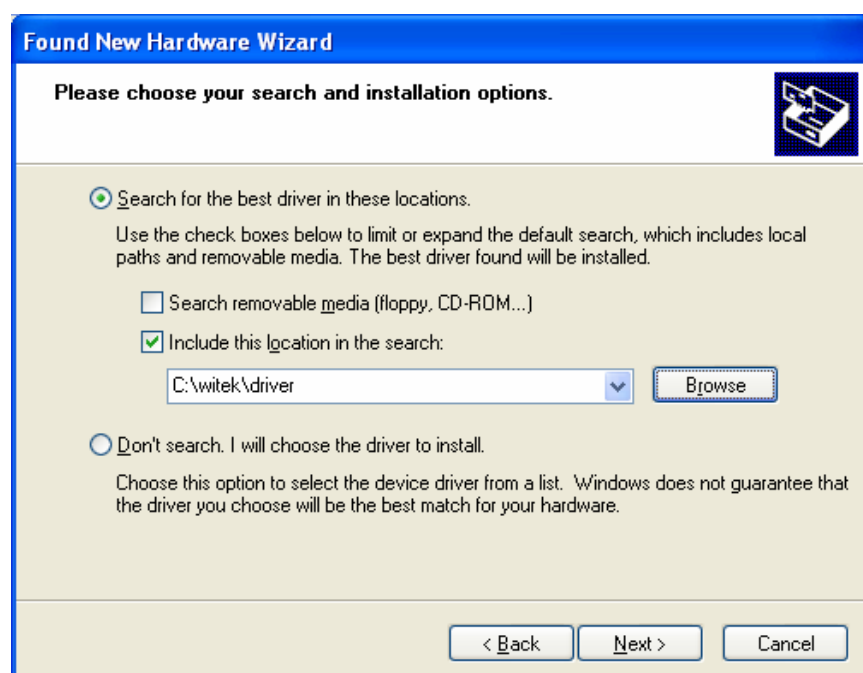 Found New Hardware Wizard
Please choose your search and installation options.
Search for the best driver in these locations.
Use the check boxes below to limit or expand the default search, which includes local
paths and removable media. The best driver found will be installed.
Search removable media (floppy, CD-ROM...)
Include this location in the search:
C:\witek\driver
Browse
Don't search. I will choose the driver to install.
Choose this option to select the device driver from a list. Windows does not guarantee that
the driver you choose will be the best match for your hardware.
< Back Next > Cancel